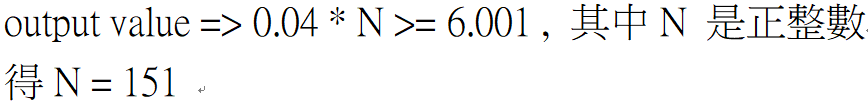 output value => 0.04 * N >= 6.001 , 其中 N 是正整數
得 N = 151